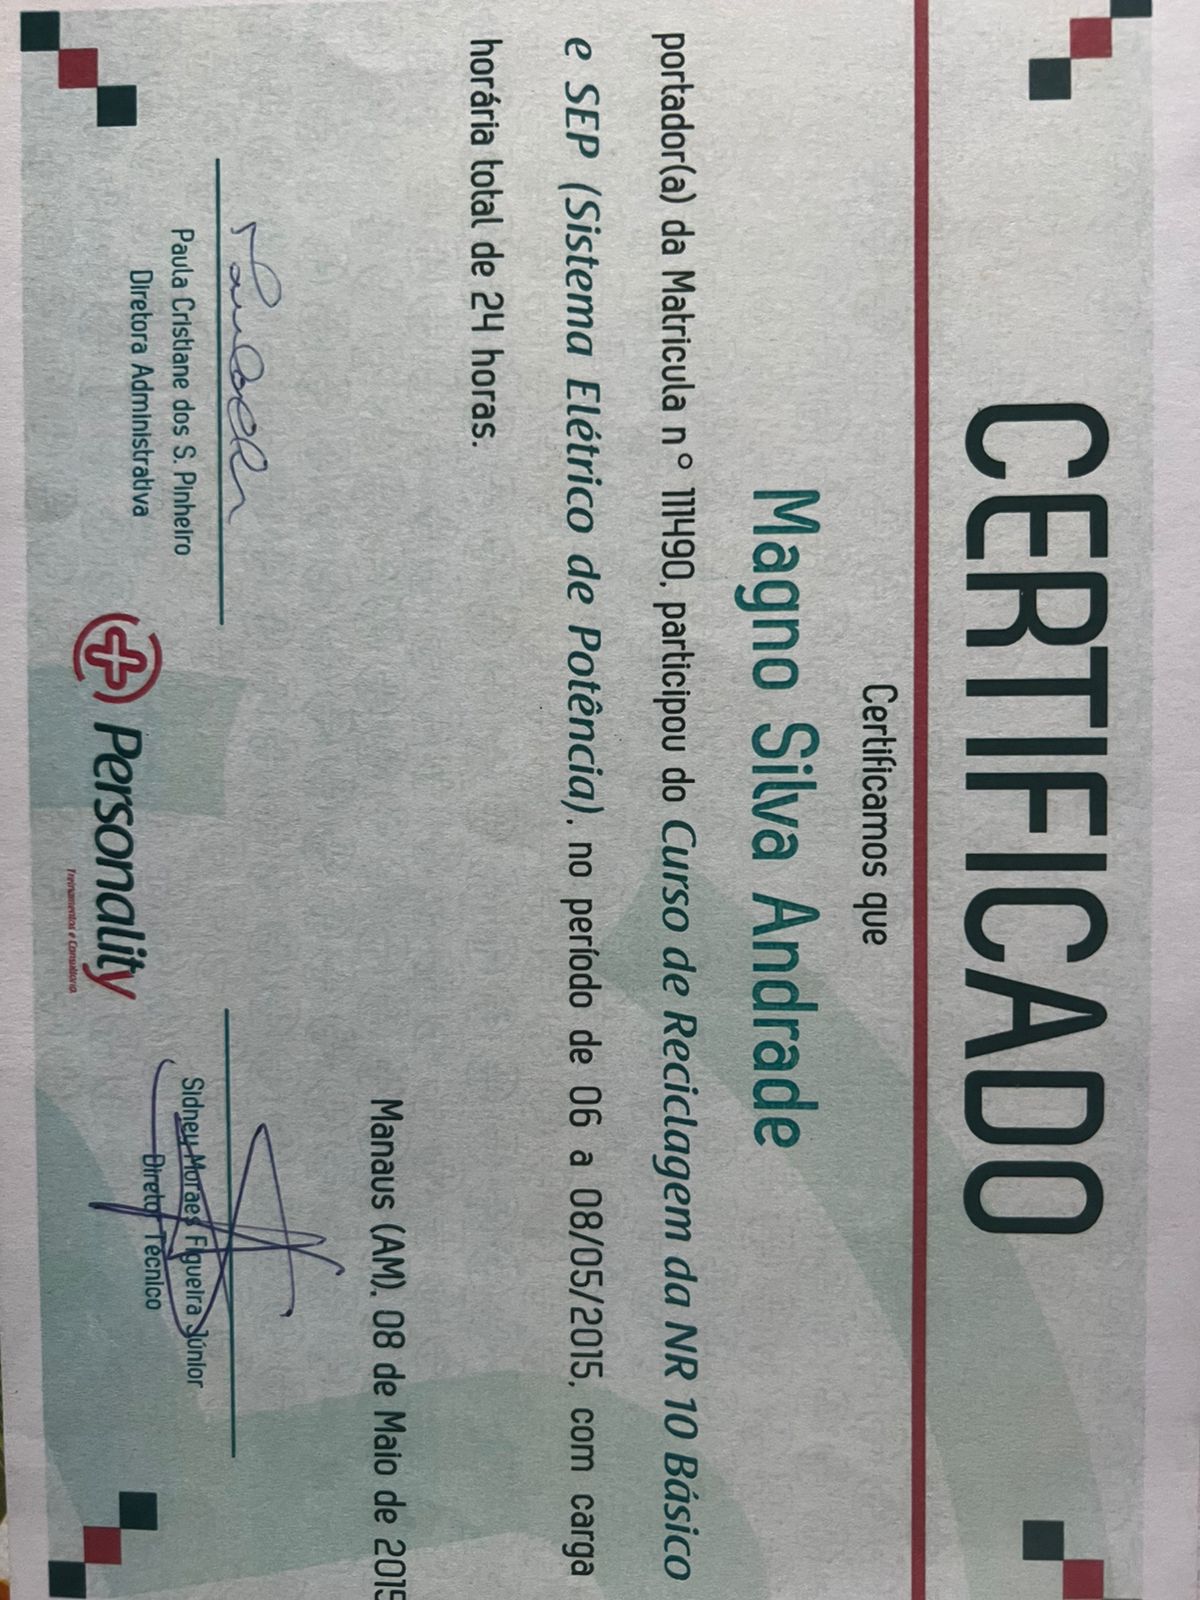 CERTIFICADO
Certificamos que
Magno Silva Andrade
portador(a) da Matricula nº 111490, participou do Curso de Reciclagem da NR 10 Básico
e SEP (Sistema Elétrico de Potência), no período de 06 a 08/05/2015, com carga
horária total de 24 horas.
Manaus (AM), 08 de Maio de 2015
Paula Cristiane dos S. Pinheiro
Diretora Administrativa
Personality
Treinamentos e Consultoria
Sidney Moraes Figueira Júnior
Diretor Técnico